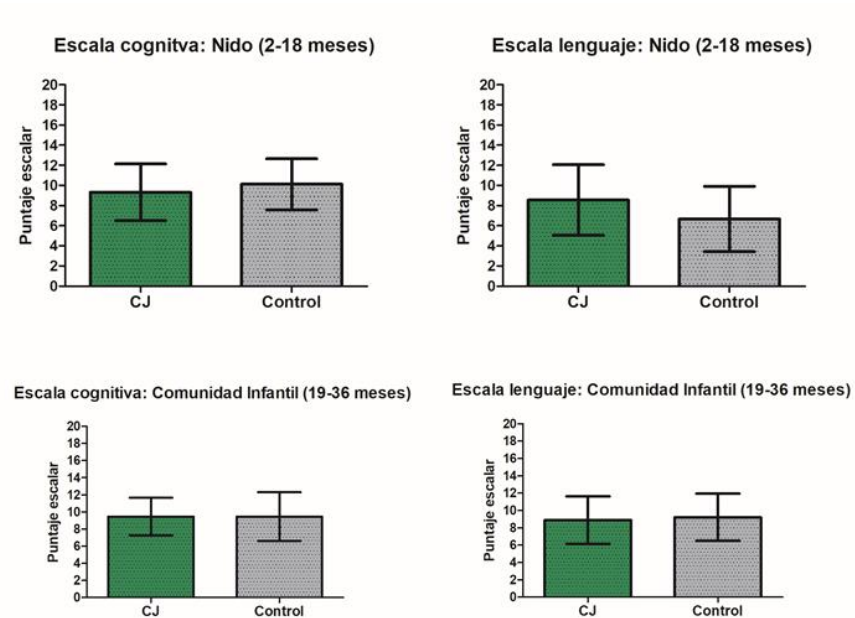 Escala cognitva: Nido (2-18 meses)
Puntaje escalar
20
18
16
14
12
10
8
6
4
2
0
CJ
Control
Escala lenguaje: Nido (2-18 meses)
Puntaje escalar
20
18
16
14
12
10
8
6
4
2
0
CJ
Control
Escala cognitiva: Comunidad Infantil (19-36 meses)
Puntaje escalar
20
18
16
14
12
10
8
6
4
2
0
CJ
Control
Escala lenguaje: Comunidad Infantil (19-36 meses)
Puntaje escalar
20
18
16
14
12
10
8
6
4
2
0
CJ
Control